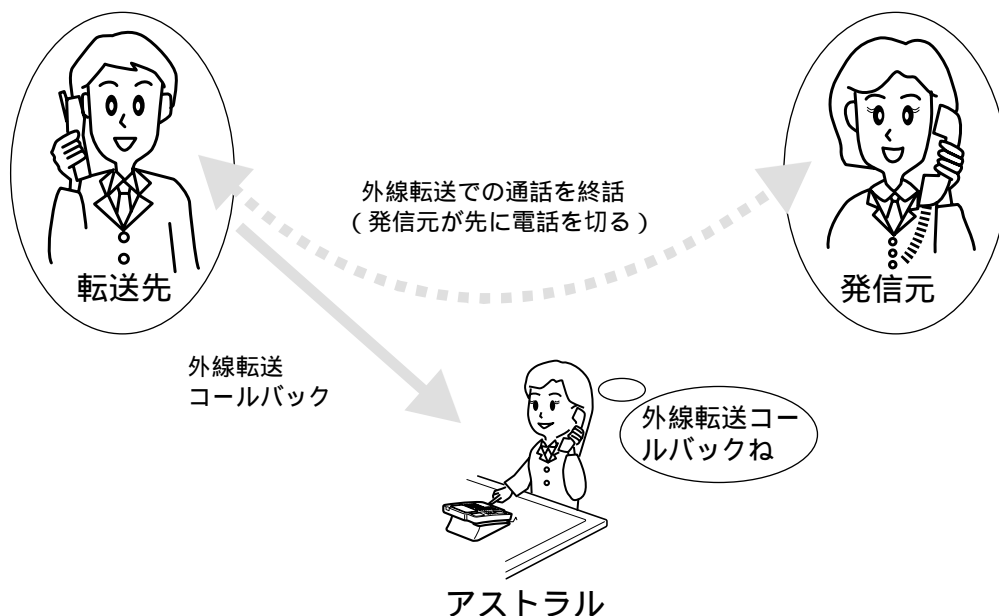 外線転送での通話を終話
(発信元が先に電話を切る)
転送先
発信元
外線転送
コールバック
外線転送コー
ルバックね
アストラル